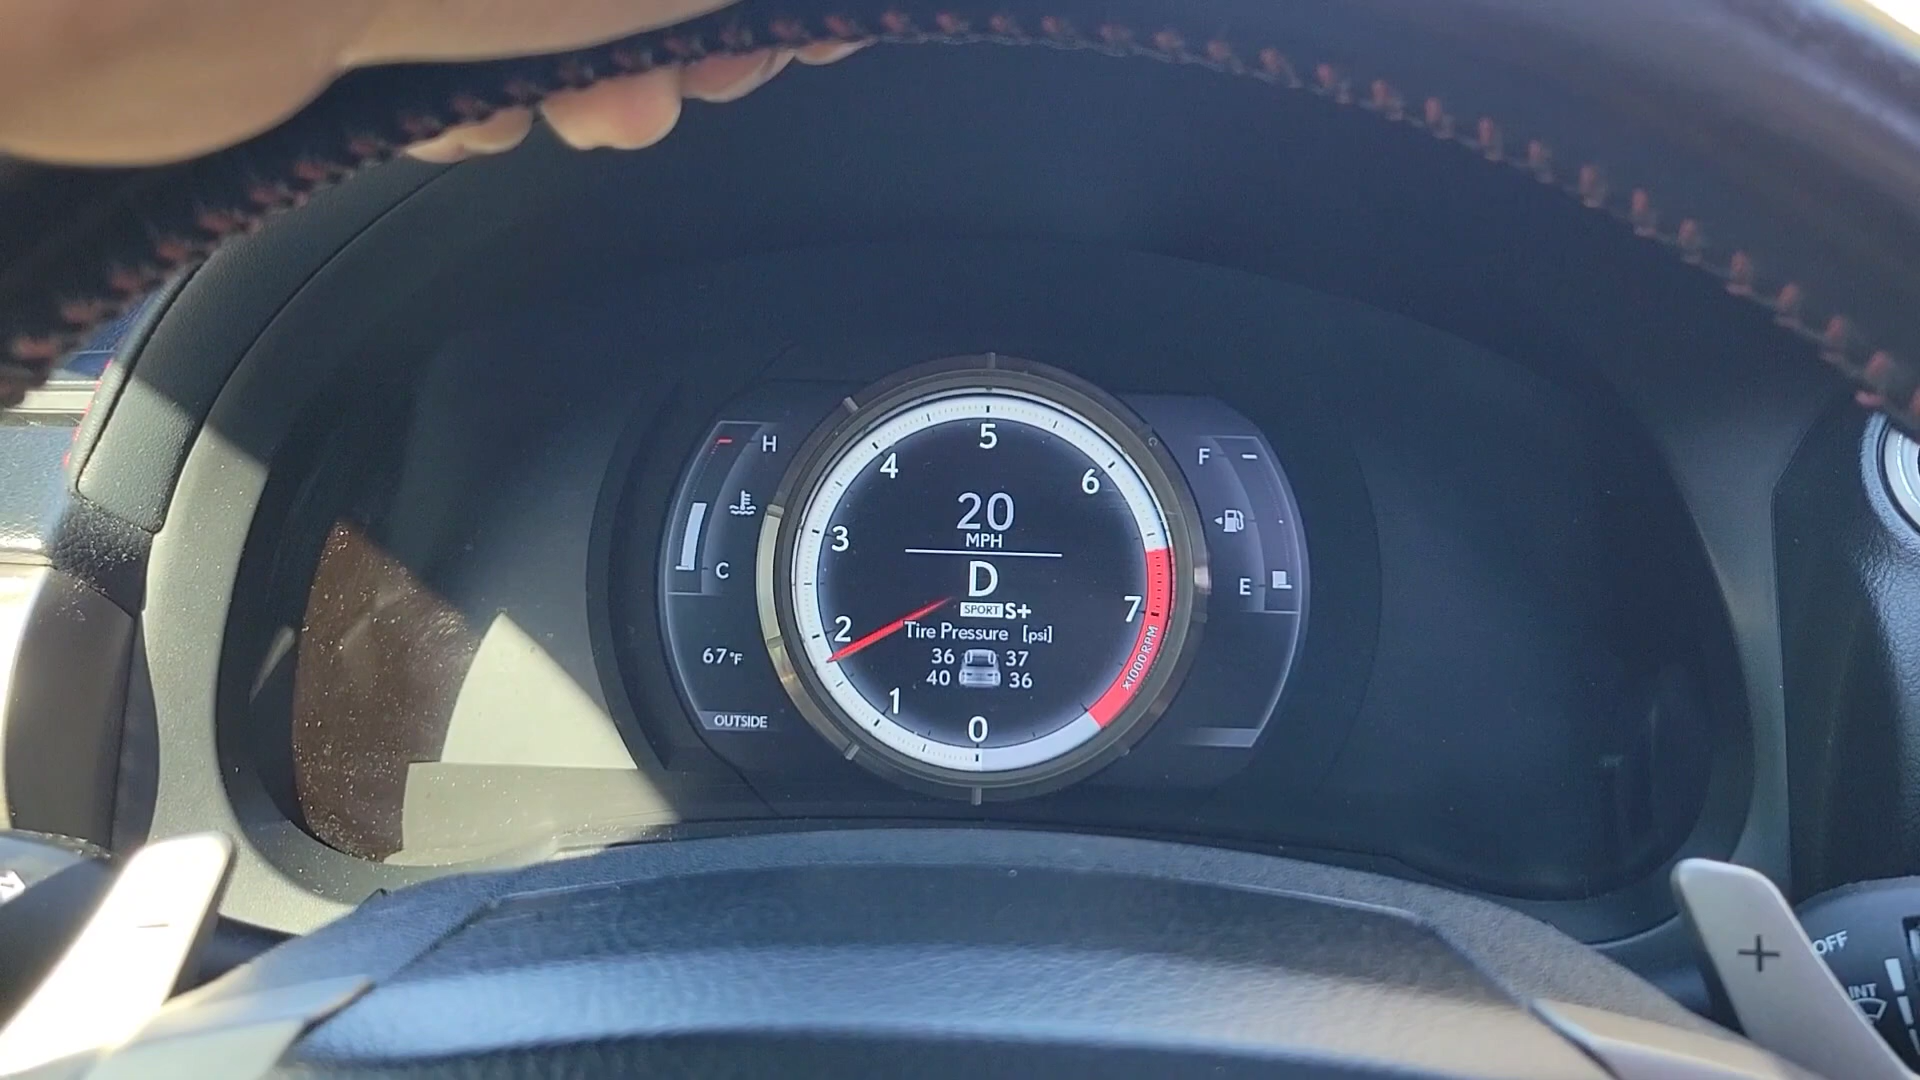 5
4
6
3
7
2
1
0
x1000RPM
20
MPH
D
SPORT S+
Tire Pressure [psi]
36 37
40 36
H
C
67°F
OUTSIDE
F
E
OFF
INT
+
-